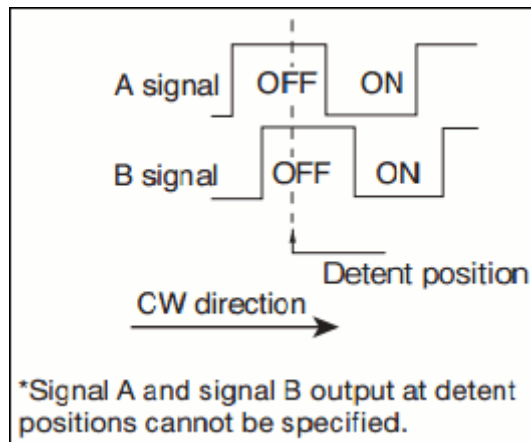 A signal OFF ON
B signal OFF ON
Detent position
CW direction
*Signal A and signal B output at detent
positions cannot be specified.